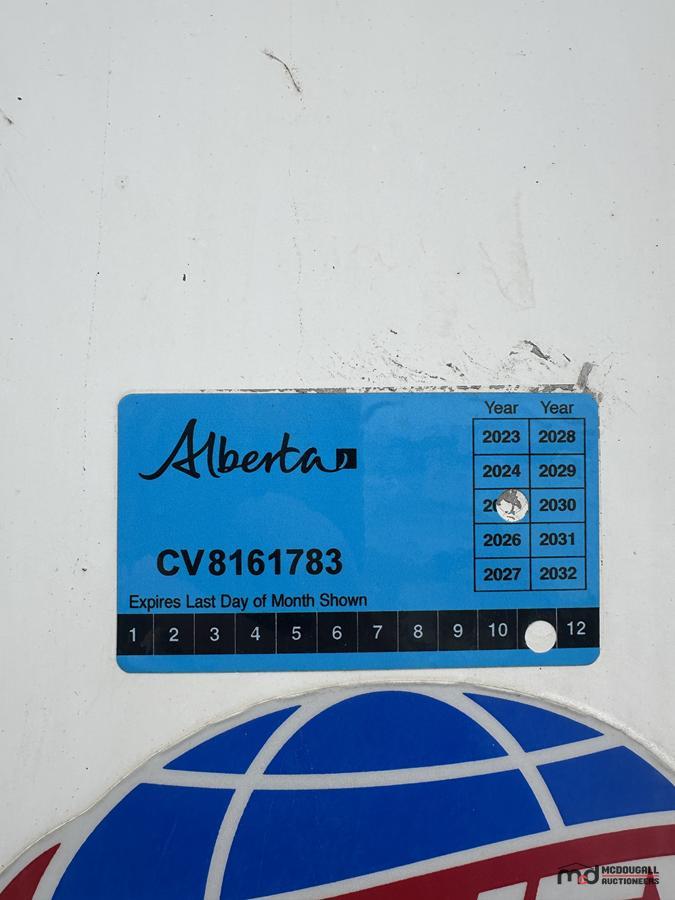 Alberta
Year Year
2023 2028
2024 2029
2030
2026 2031
2027 2032
CV8161783
Expires Last Day of Month Shown
1 2 3 4 5 6 7 8 9 10 12
md MCDOUGALL
AUCTIONEERS